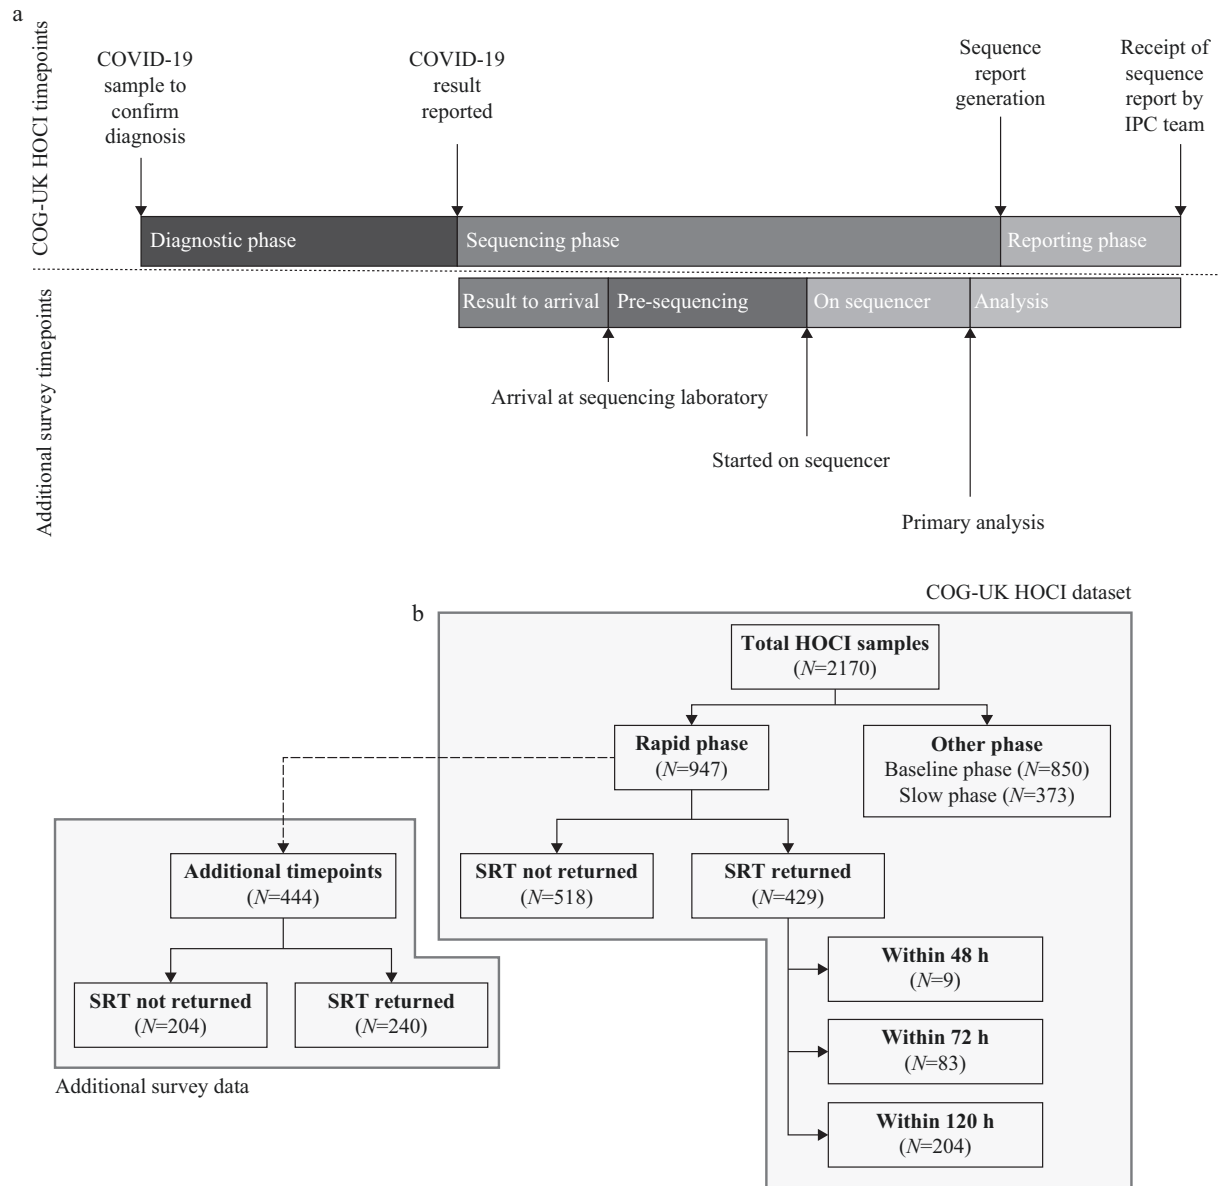 a
COG-UK HOCI timepoints
COVID-19
sample to
confirm
diagnosis
COVID-19
result
reported
Sequence
report
generation
Receipt of
sequence
report by
IPC team
Diagnostic phase
Sequencing phase
Reporting phase
Additional survey timepoints
Result to arrival
Pre-sequencing
On sequencer
Analysis
Arrival at sequencing laboratory
Started on sequencer
Primary analysis
b
COG-UK HOCI dataset
Total HOCI samples
(N=2170)
Rapid phase
(N=947)
Other phase
Baseline phase (N=850)
Slow phase (N=373)
Additional timepoints
(N=444)
SRT not returned
(N=518)
SRT returned
(N=429)
SRT not returned
(N=204)
SRT returned
(N=240)
Within 48 h
(N=9)
Within 72 h
(N=83)
Within 120 h
(N=204)
Additional survey data